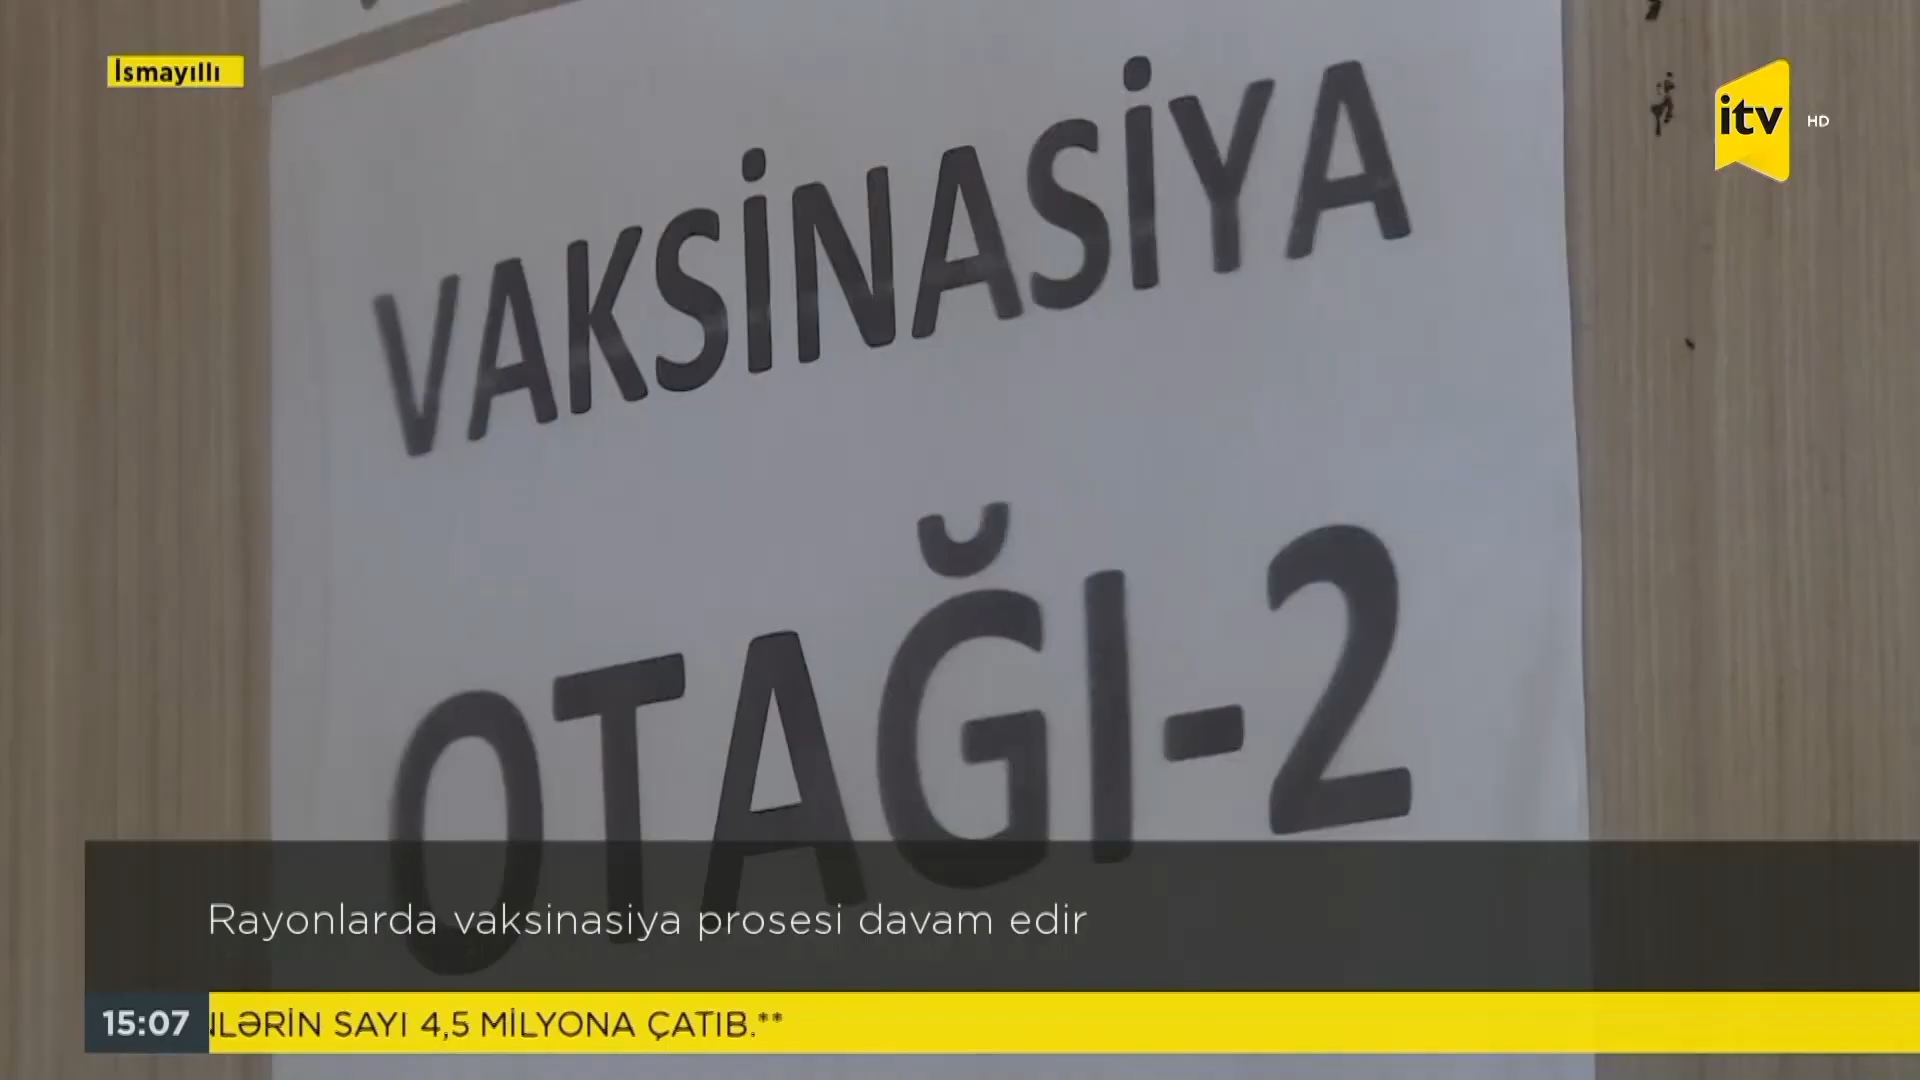 İsmayıllı
itv HD
VAKSİNASİYA
OTAĞI-2
Rayonlarda vaksinasiya prosesi davam edir
15:07
SAYI 4,5 MİLYONA ÇATIB.**